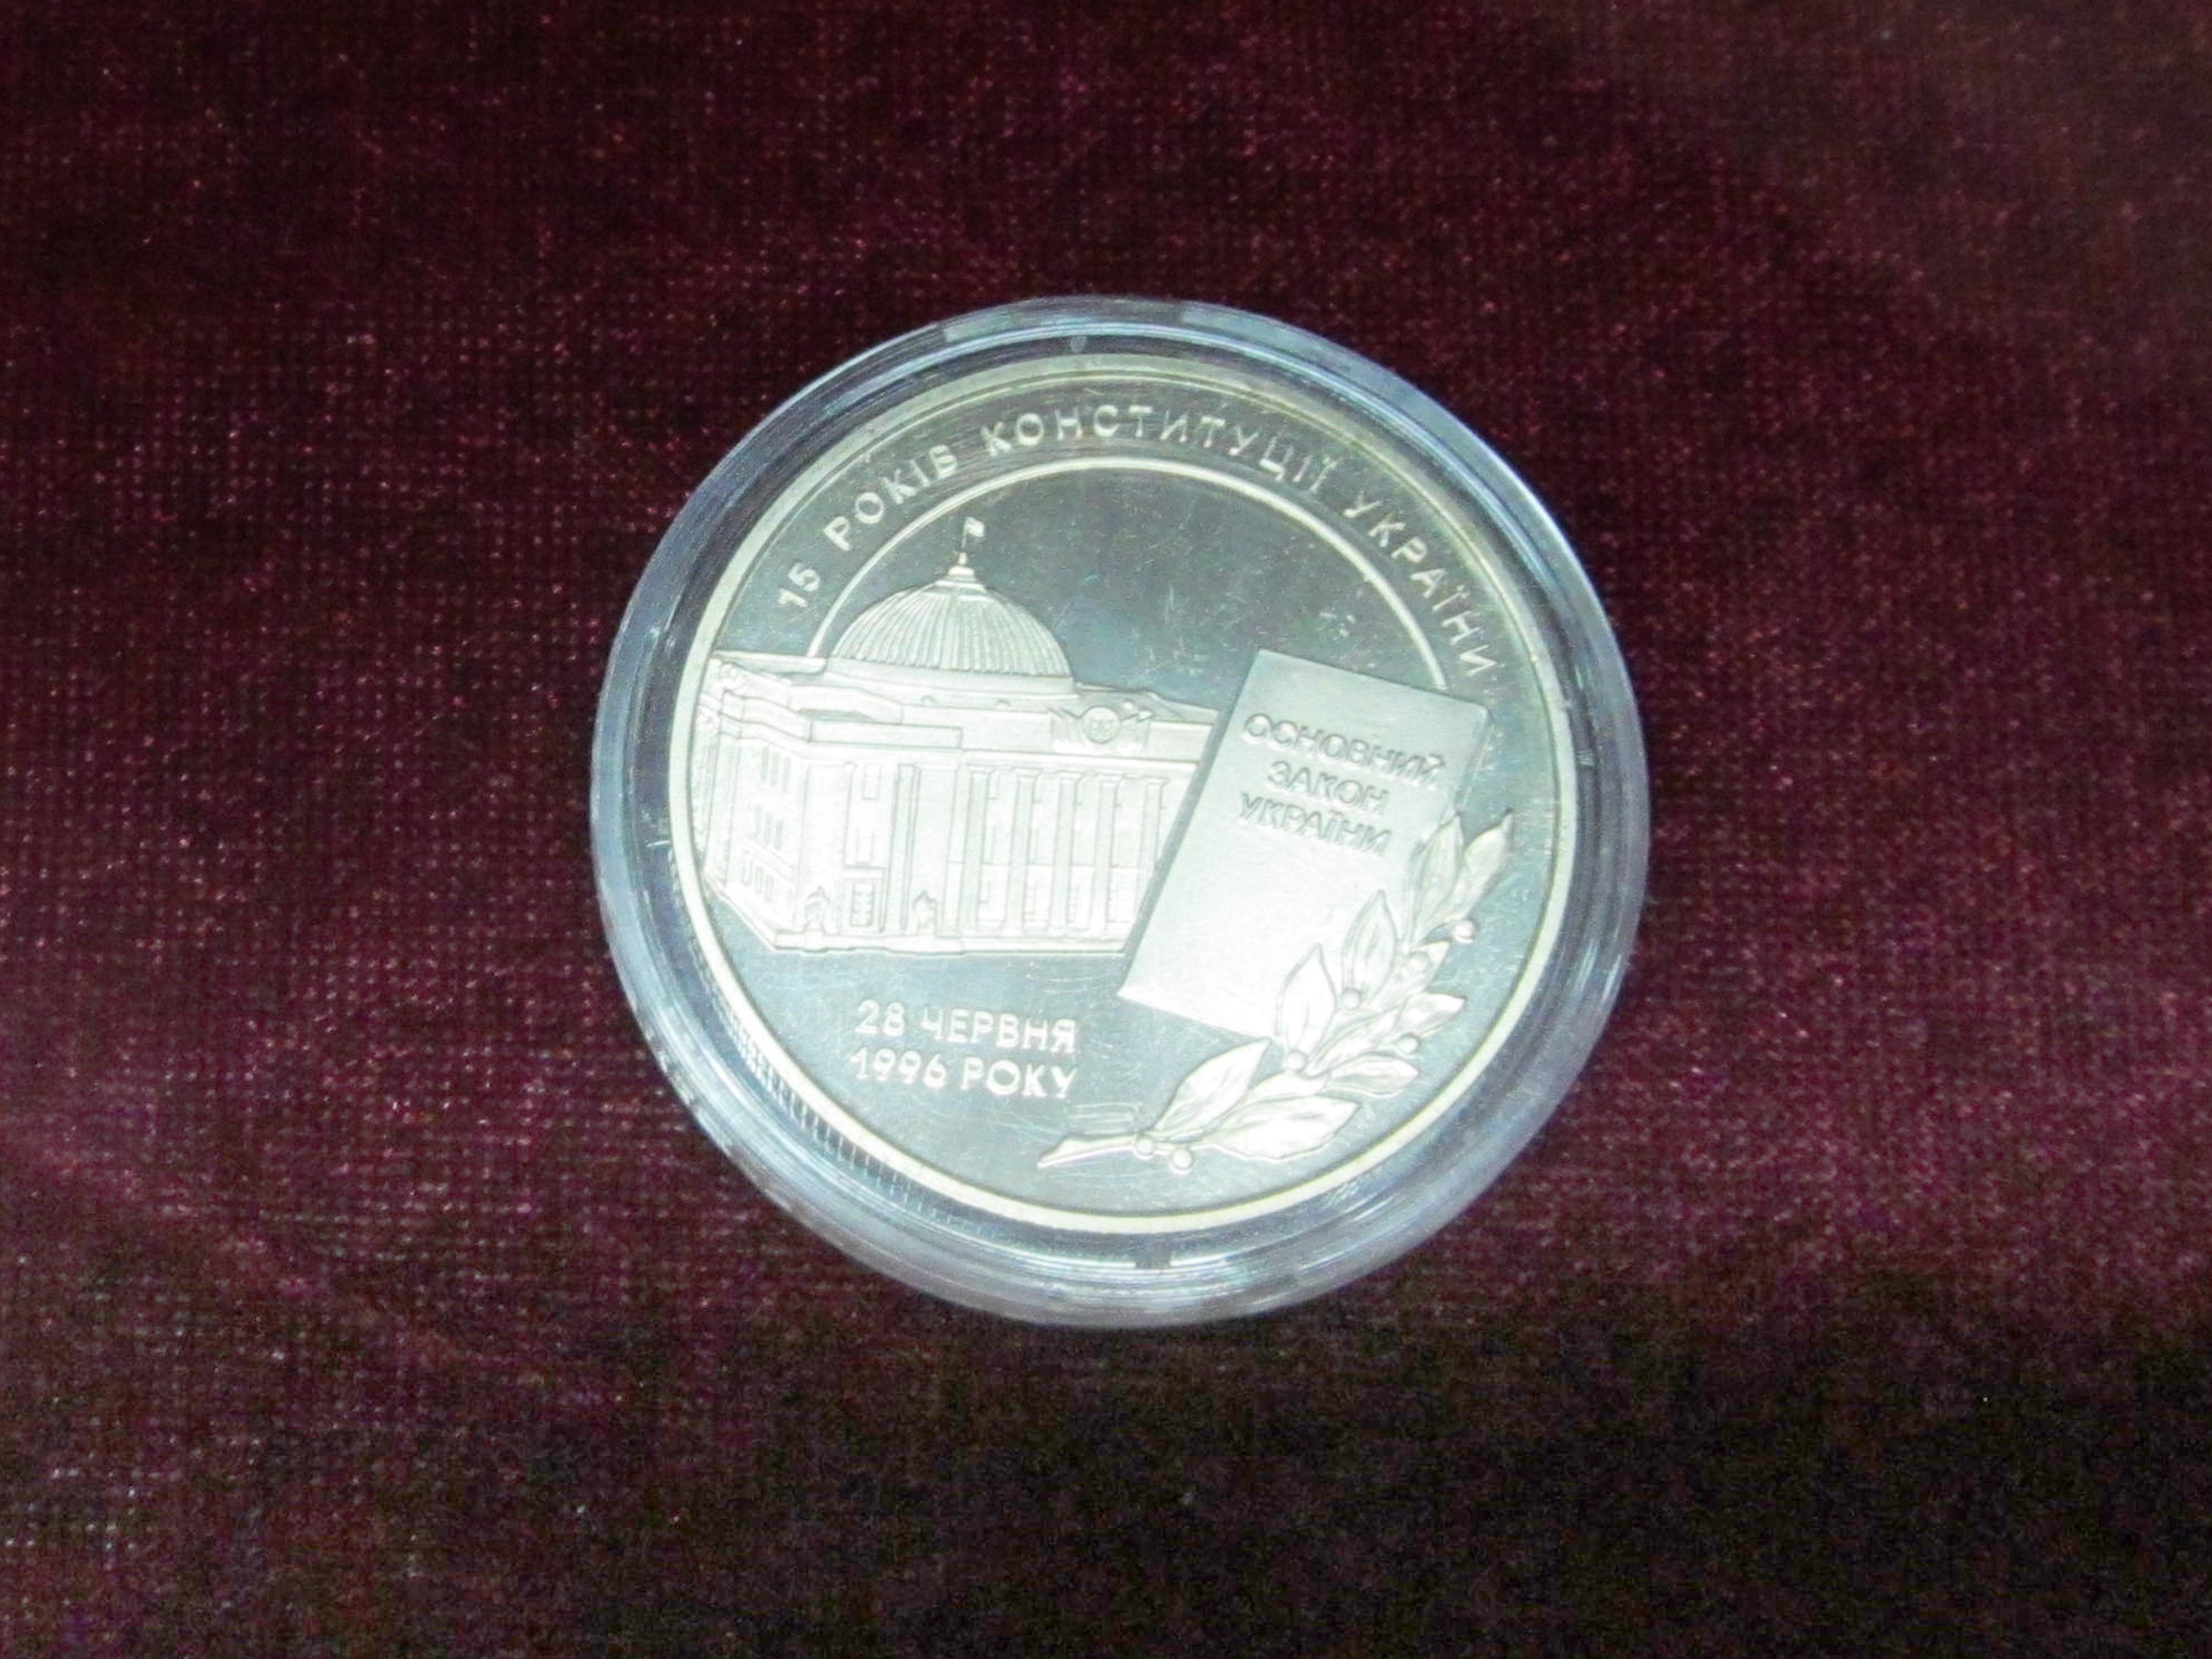 15 РОКІВ КОНСТИТУЦІЇ УКРАЇНИ
ОСНОВНИЙ
ЗАКОН
УКРАЇНИ
28 ЧЕРВНЯ
1996 РОКУ